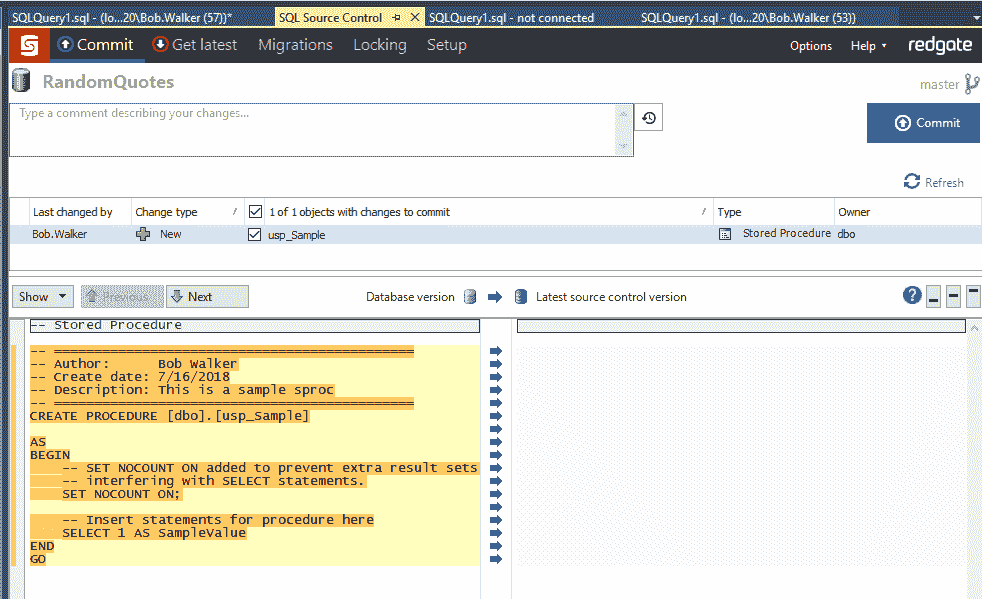 SQLQuery1.sql - (lo...20\Bob.Walker (57))* SQL Source Control SQLQuery1.sql - not connected SQLQuery1.sql - (lo...20\Bob.Walker (53))
Commit Get latest Migrations Locking Setup Options Help redgate
RandomQuotes master
Type a comment describing your changes...
Commit
Refresh
Last changed by Change type / 1 of 1 objects with changes to commit / Type Owner
Bob.Walker New usp_Sample Stored Procedure dbo
Show Previous Next Database version Latest source control version ?
-- Stored Procedure
-- =============================================
-- Author:      Bob Walker
-- Create date: 7/16/2018
-- Description: This is a sample sproc
-- =============================================
CREATE PROCEDURE [dbo].[usp_Sample]
AS
BEGIN
    -- SET NOCOUNT ON added to prevent extra result sets
    -- interfering with SELECT statements.
    SET NOCOUNT ON;
    -- Insert statements for procedure here
    SELECT 1 AS SampleValue
END
GO